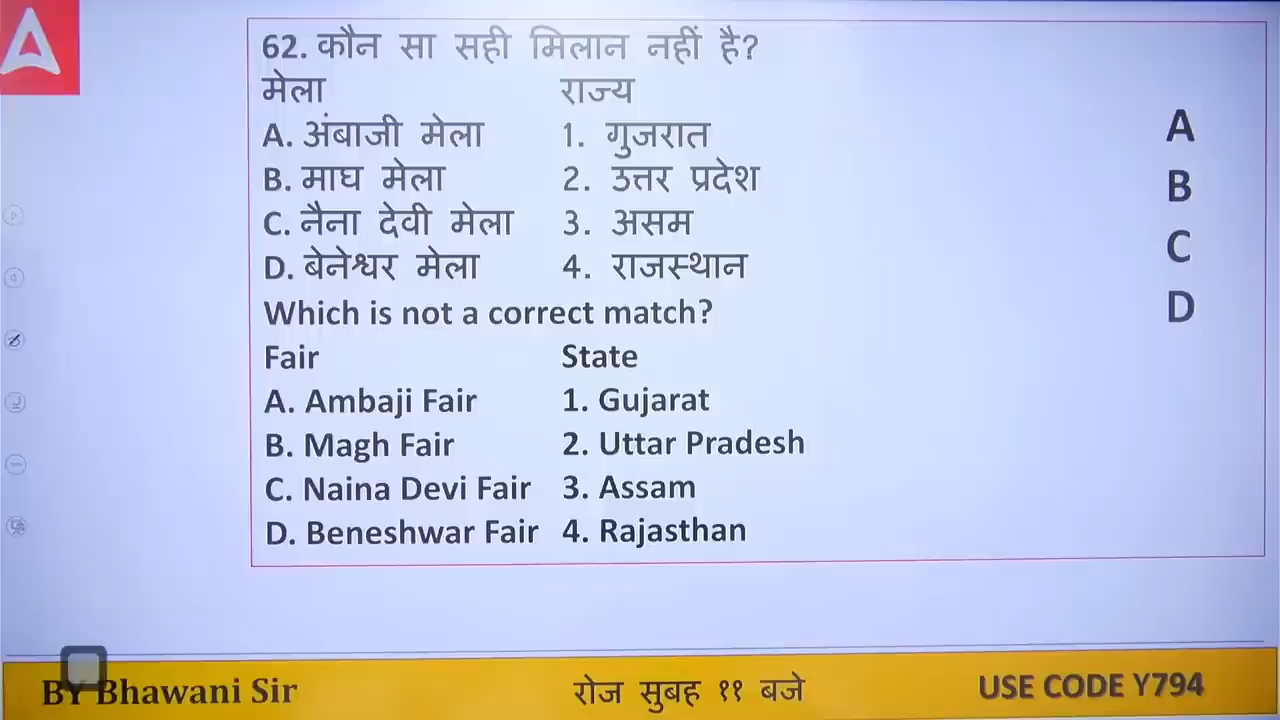 62. कौन सा सही मिलान नहीं है?
मेला राज्य
A. अंबाजी मेला 1. गुजरात
B. माघ मेला 2. उत्तर प्रदेश
C. नैना देवी मेला 3. असम
D. बेनेश्वर मेला 4. राजस्थान
Which is not a correct match?
Fair State
A. Ambaji Fair 1. Gujarat
B. Magh Fair 2. Uttar Pradesh
C. Naina Devi Fair 3. Assam
D. Beneshwar Fair 4. Rajasthan
A
B
C
D
BY Bhawani Sir रोज सुबह ११ बजे USE CODE Y794